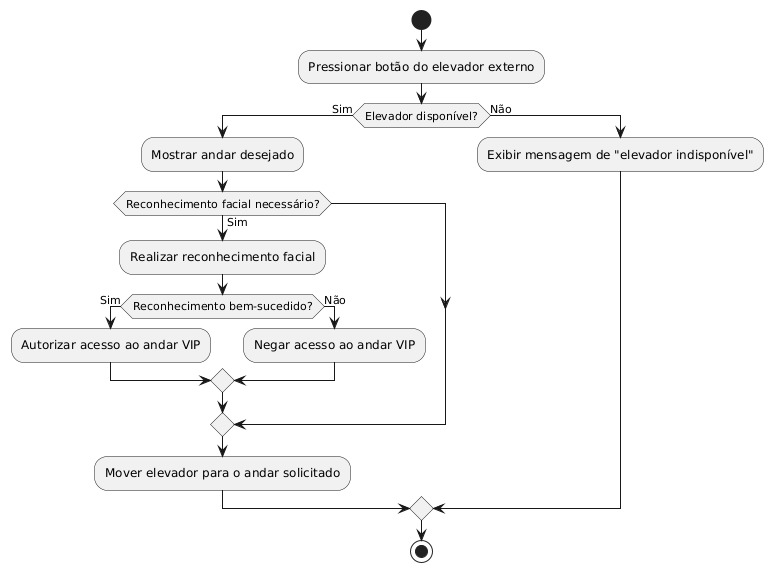 Pressionar botão do elevador externo
Sim
Elevador disponível?
Não
Mostrar andar desejado
Exibir mensagem de "elevador indisponível"
Reconhecimento facial necessário?
Sim
Realizar reconhecimento facial
Sim
Reconhecimento bem-sucedido?
Não
Autorizar acesso ao andar VIP
Negar acesso ao andar VIP
Mover elevador para o andar solicitado